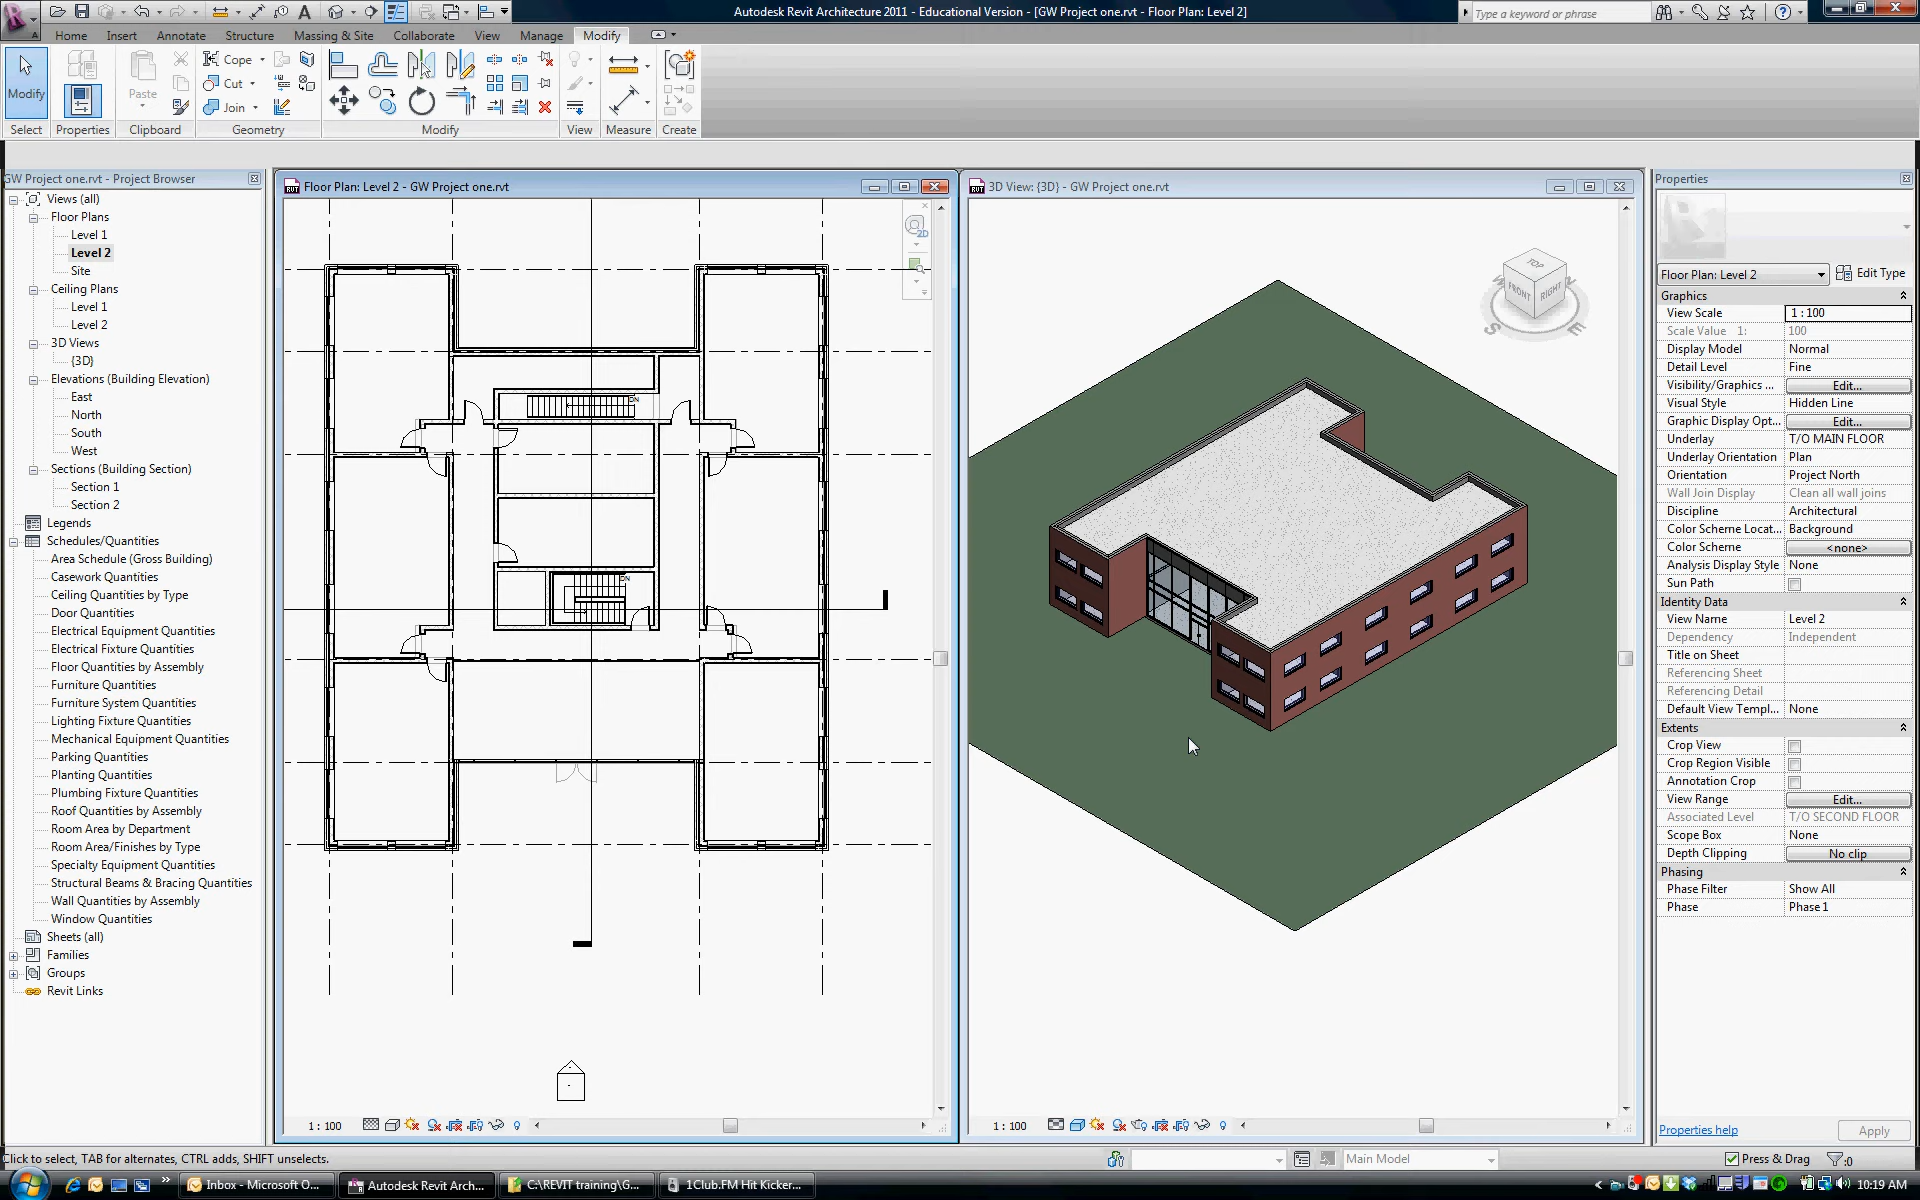 Autodesk Revit Architecture 2011 - Educational Version - [GW Project one.rvt - Floor Plan: Level 2]
Type a keyword or phrase
Home Insert Annotate Structure Massing & Site Collaborate View Manage Modify
Modify
Paste
Cope
Cut
Join
Select Properties Clipboard Geometry Modify View Measure Create
GW Project one.rvt - Project Browser
Views (all)
Floor Plans
Level 1
Level 2
Site
Ceiling Plans
Level 1
Level 2
3D Views
{3D}
Elevations (Building Elevation)
East
North
South
West
Sections (Building Section)
Section 1
Section 2
Legends
Schedules/Quantities
Area Schedule (Gross Building)
Casework Quantities
Ceiling Quantities by Type
Door Quantities
Electrical Equipment Quantities
Electrical Fixture Quantities
Floor Quantities by Assembly
Furniture Quantities
Furniture System Quantities
Lighting Fixture Quantities
Mechanical Equipment Quantities
Parking Quantities
Planting Quantities
Plumbing Fixture Quantities
Roof Quantities by Assembly
Room Area by Department
Room Area/Finishes by Type
Specialty Equipment Quantities
Structural Beams & Bracing Quantities
Wall Quantities by Assembly
Window Quantities
Sheets (all)
Families
Groups
Revit Links
Floor Plan: Level 2 - GW Project one.rvt
2D
DN
DN
1 : 100
3D View: {3D} - GW Project one.rvt
TOP
FRONT
RIGHT
S
E
1 : 100
Properties
Floor Plan: Level 2
Edit Type
Graphics
View Scale 1 : 100
Scale Value 1: 100
Display Model Normal
Detail Level Fine
Visibility/Graphics ... Edit...
Visual Style Hidden Line
Graphic Display Opt... Edit...
Underlay T/O MAIN FLOOR
Underlay Orientation Plan
Orientation Project North
Wall Join Display Clean all wall joins
Discipline Architectural
Color Scheme Locat... Background
Color Scheme <none>
Analysis Display Style None
Sun Path
Identity Data
View Name Level 2
Dependency Independent
Title on Sheet
Referencing Sheet
Referencing Detail
Default View Templ... None
Extents
Crop View
Crop Region Visible
Annotation Crop
View Range Edit...
Associated Level T/O SECOND FLOOR
Scope Box None
Depth Clipping No clip
Phasing
Phase Filter Show All
Phase Phase 1
Properties help
Apply
Click to select, TAB for alternates, CTRL adds, SHIFT unselects.
Main Model
Press & Drag
:0
Inbox - Microsoft O...
Autodesk Revit Arch...
C:\REVIT training\G...
1Club.FM Hit Kicker...
10:19 AM